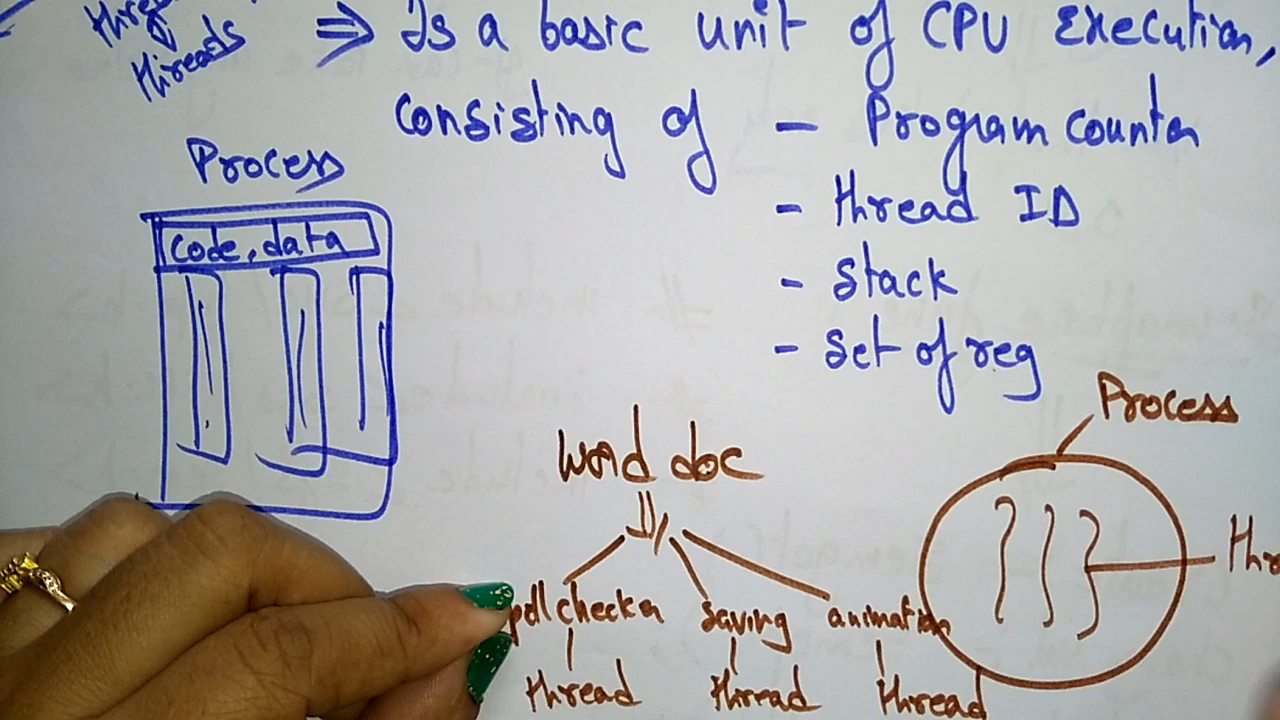 threads
⇒ Is a basic unit of CPU Execution,
consisting of - Program counter
- thread ID
- Stack
- Set of reg
Process
code, data
Process
Word doc
pell checker saving animation
thread thread thread